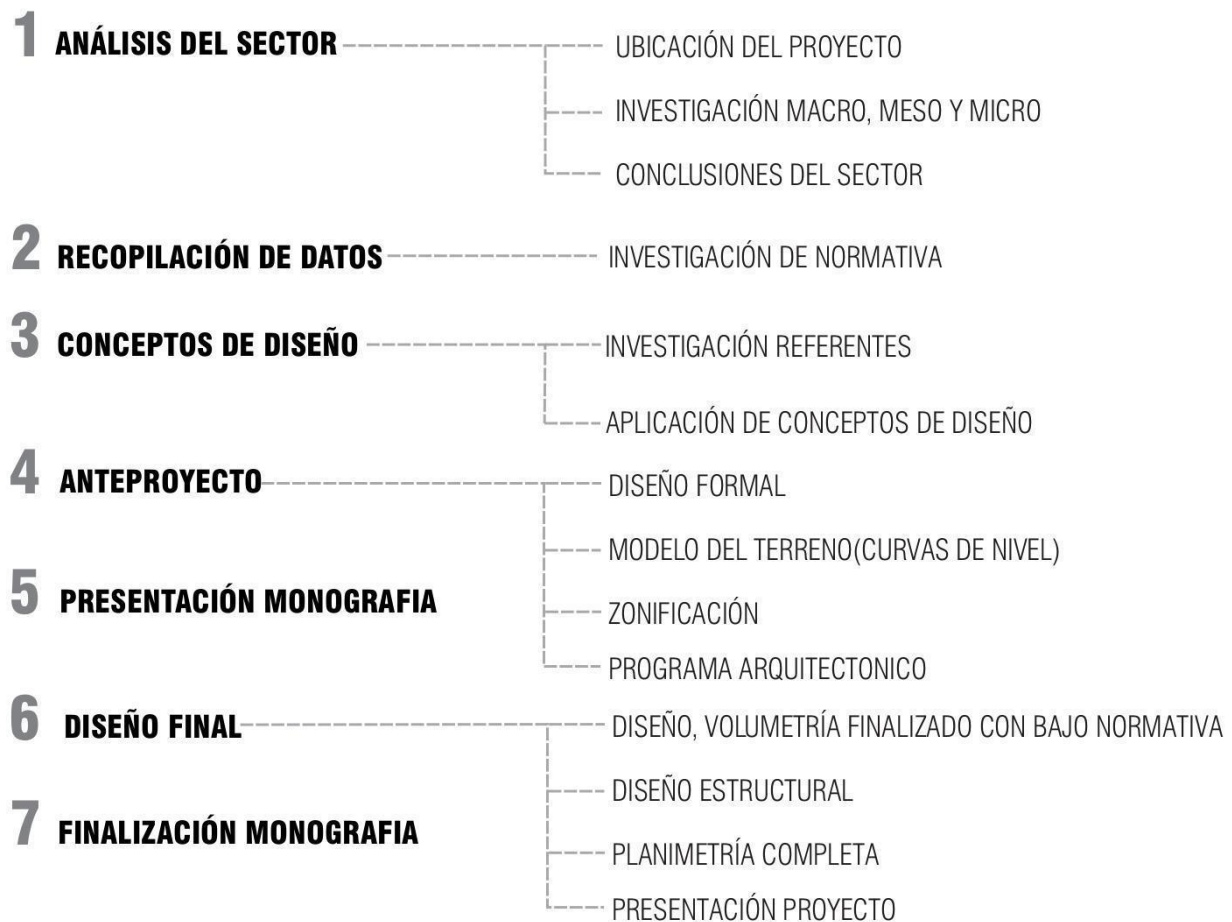 1 ANÁLISIS DEL SECTOR
UBICACIÓN DEL PROYECTO
INVESTIGACIÓN MACRO, MESO Y MICRO
CONCLUSIONES DEL SECTOR
2 RECOPILACIÓN DE DATOS
INVESTIGACIÓN DE NORMATIVA
3 CONCEPTOS DE DISEÑO
INVESTIGACIÓN REFERENTES
APLICACIÓN DE CONCEPTOS DE DISEÑO
4 ANTEPROYECTO
DISEÑO FORMAL
MODELO DEL TERRENO(CURVAS DE NIVEL)
ZONIFICACIÓN
PROGRAMA ARQUITECTONICO
5 PRESENTACIÓN MONOGRAFIA
6 DISEÑO FINAL
DISEÑO, VOLUMETRÍA FINALIZADO CON BAJO NORMATIVA
DISEÑO ESTRUCTURAL
PLANIMETRÍA COMPLETA
PRESENTACIÓN PROYECTO
7 FINALIZACIÓN MONOGRAFIA